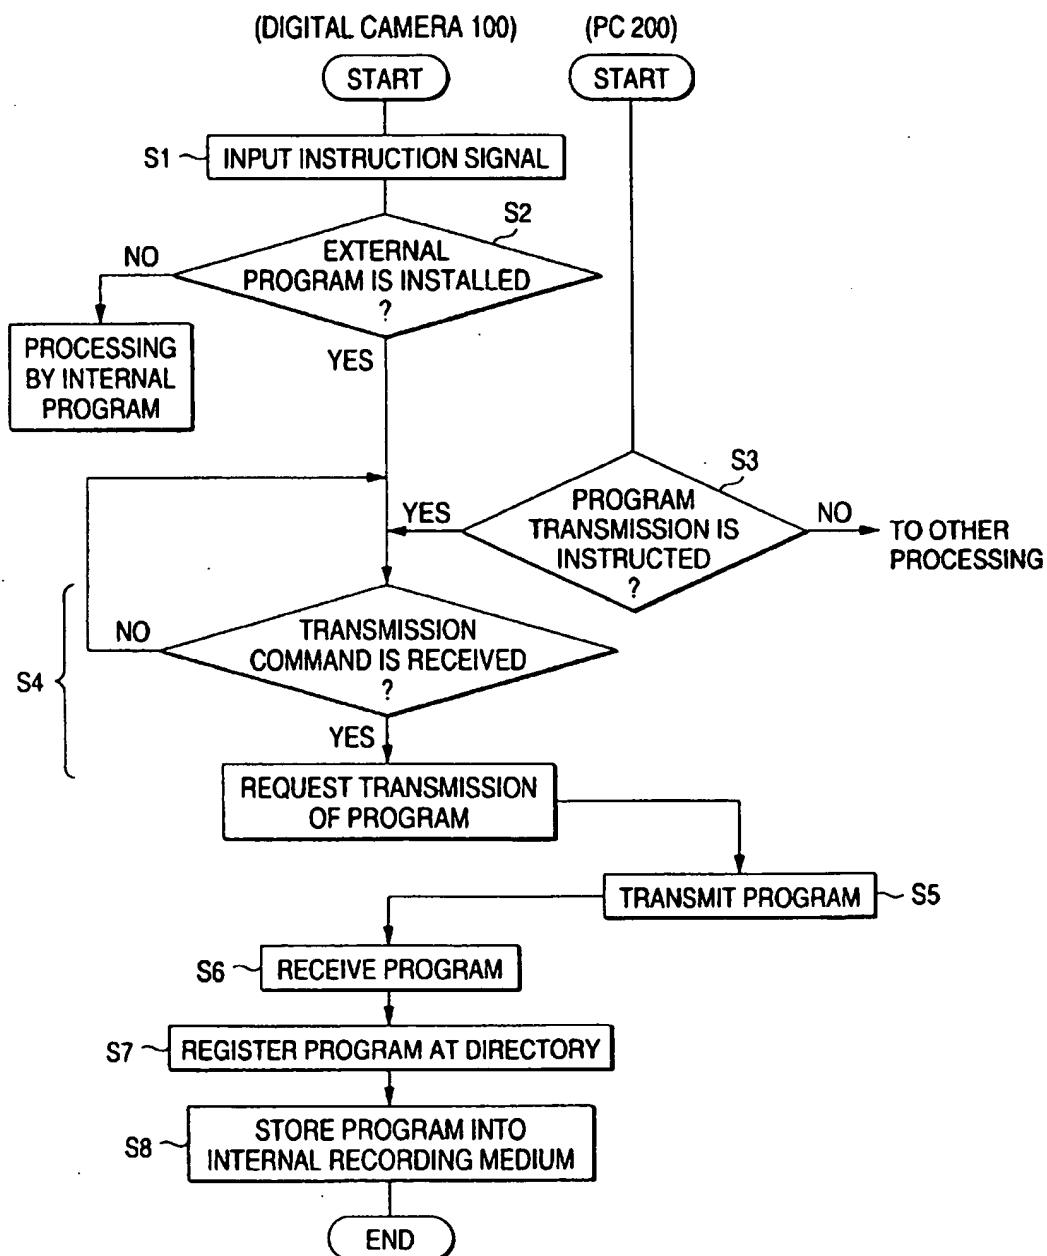 (DIGITAL CAMERA 100)
(PC 200)
START
START
S1
INPUT INSTRUCTION SIGNAL
S2
EXTERNAL
PROGRAM IS INSTALLED
?
NO
YES
PROCESSING
BY INTERNAL
PROGRAM
S3
PROGRAM
TRANSMISSION IS
INSTRUCTED
?
YES
NO
TO OTHER
PROCESSING
S4
TRANSMISSION
COMMAND IS RECEIVED
?
NO
YES
REQUEST TRANSMISSION
OF PROGRAM
TRANSMIT PROGRAM
S5
S6
RECEIVE PROGRAM
S7
REGISTER PROGRAM AT DIRECTORY
S8
STORE PROGRAM INTO
INTERNAL RECORDING MEDIUM
END